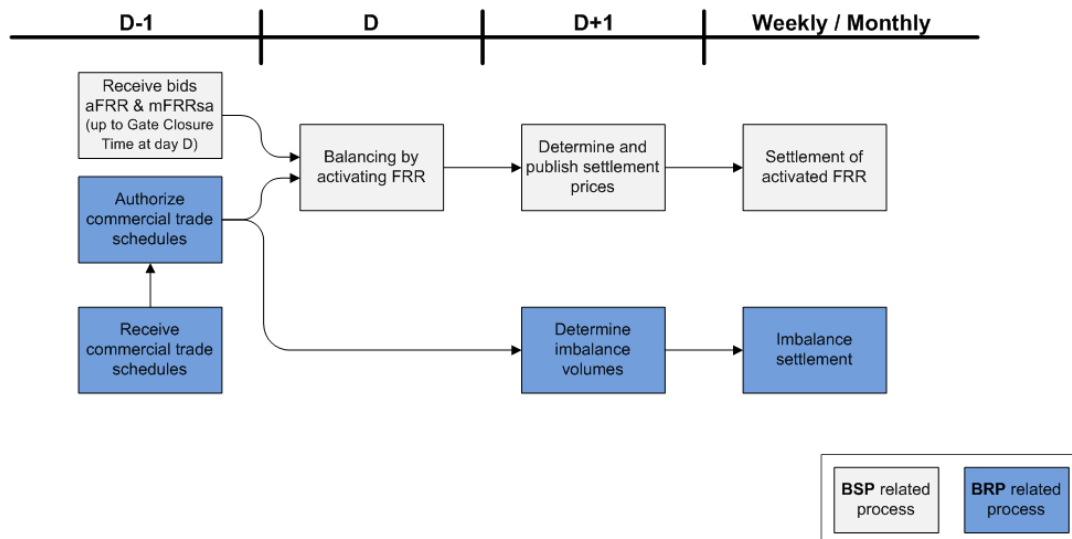 D-1
D
D+1
Weekly / Monthly
Receive bids
aFRR & mFRRsa
(up to Gate Closure
Time at day D)
Balancing by
activating FRR
Determine and
publish settlement
prices
Settlement of
activated FRR
Authorize
commercial trade
schedules
Receive
commercial trade
schedules
Determine
imbalance
volumes
Imbalance
settlement
BSP related
process
BRP related
process